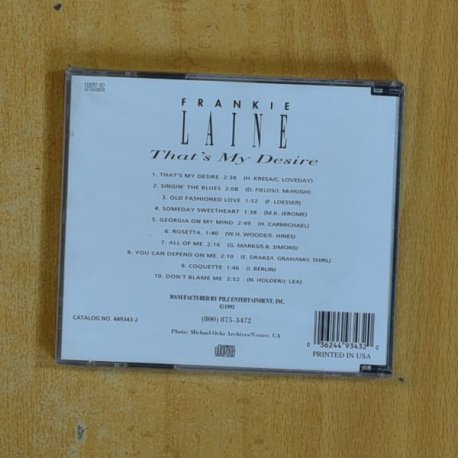 FRANKIE
LAINE
That's My Desire
1. THAT'S MY DESIRE 2:38 (H. KRESA/C. LOVEDAY)
2. SINGIN' THE BLUES 2:08 (D. FIELDS/J. McHUGH)
3. OLD FASHIONED LOVE 1:52 (F. LOESSER)
4. SOMEDAY SWEETHEART 1:38 (M.K. JEROME)
5. GEORGIA ON MY MIND 2:49 (H. CARMICHAEL)
6. ROSETTA 1:40 (W.H. WOODE/E. HINES)
7. ALL OF ME 2:16 (G. MARKS/S.B. SIMONS)
8. YOU CAN DEPEND ON ME 2:10 (E. DRAKE/I. GRAHAM/J. SHIRL)
9. COQUETTE 1:46 (I. BERLIN)
10. DON'T BLAME ME 2:52 (N. HOLDER/J. LEA)
MANUFACTURED BY PILZ ENTERTAINMENT, INC.
©1993
CATALOG NO. 449343-2
(800) 875-3472
Photo: Michael Ochs Archives/Venice, CA
0 36244 93432 0
PRINTED IN USA